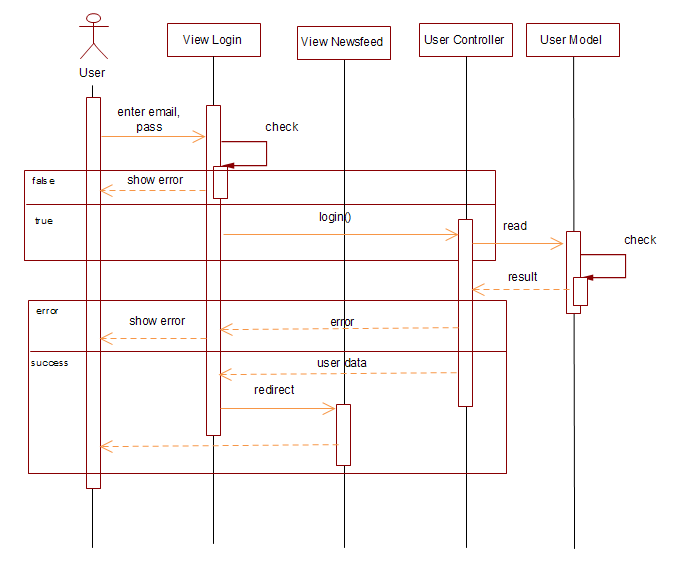 View Login
View Newsfeed
User Controller
User Model
User
enter email,
pass
check
false
show error
true
login()
read
check
result
error
show error
error
success
user data
redirect